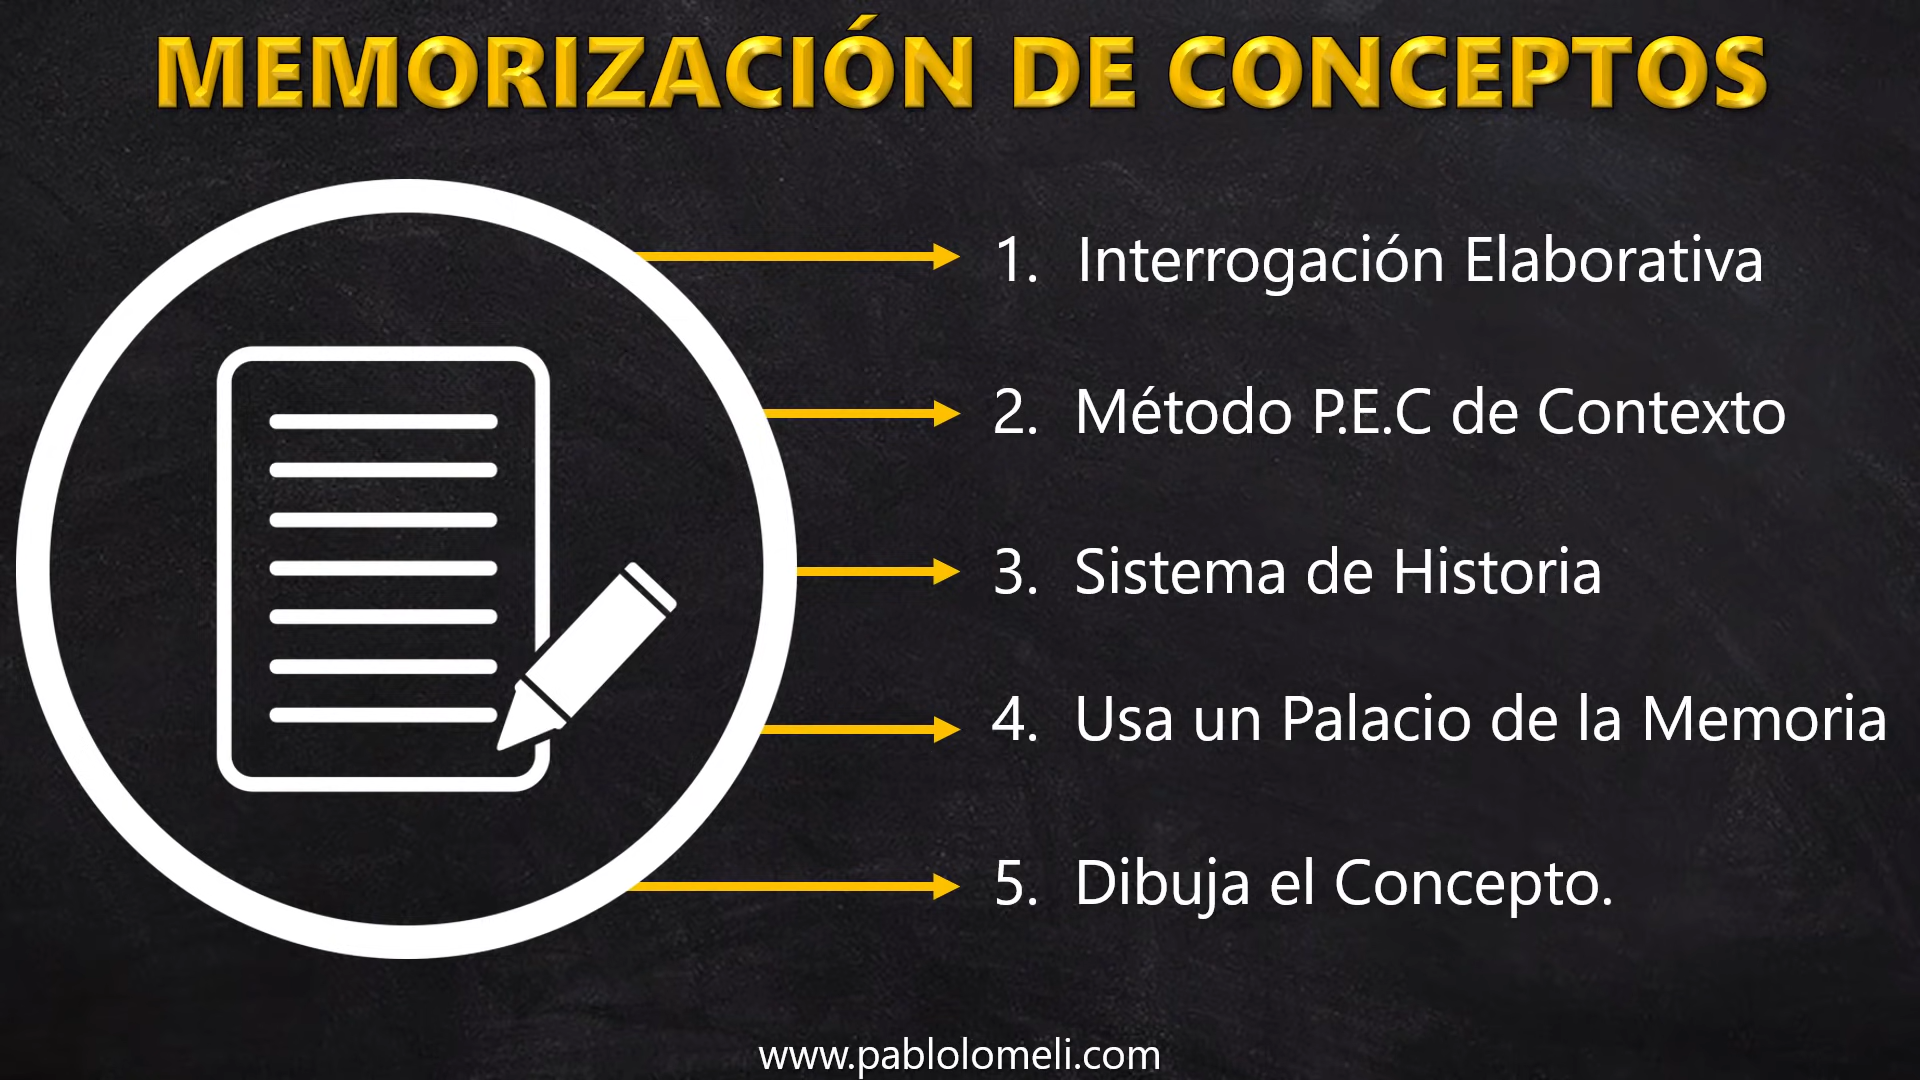 MEMORIZACIÓN DE CONCEPTOS
1. Interrogación Elaborativa
2. Método P.E.C de Contexto
3. Sistema de Historia
4. Usa un Palacio de la Memoria
5. Dibuja el Concepto.
www.pablolomeli.com